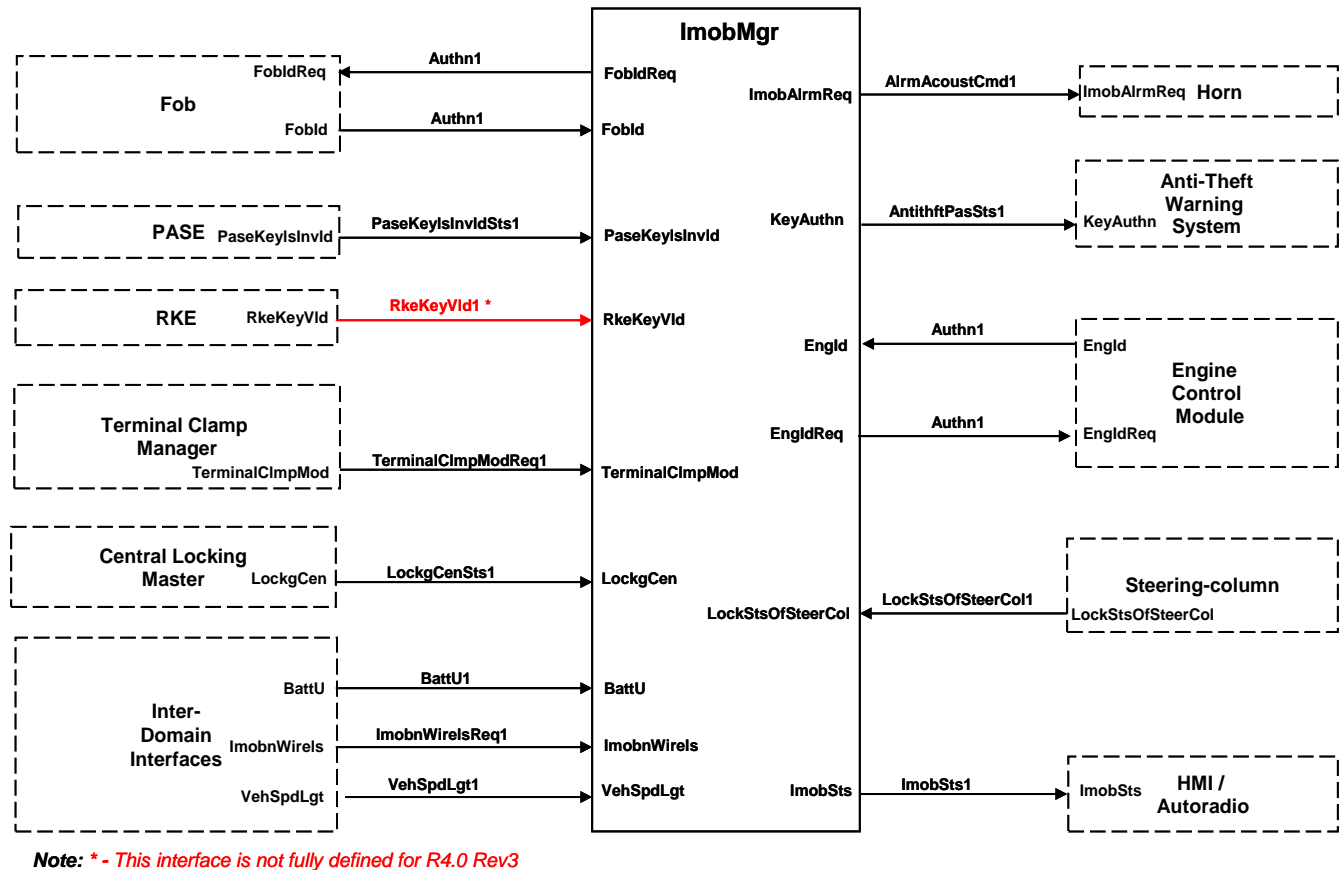 ImobMgr
FobIdReq
Authn1
FobIdReq
Fob
FobId
Authn1
FobId
PASE
PaseKeyIsInvld
PaseKeyIsInvldSts1
PaseKeyIsInvld
RKE
RkeKeyVld
RkeKeyVld1 *
RkeKeyVld
Terminal Clamp
Manager
TerminalClmpMod
TerminalClmpModReq1
TerminalClmpMod
Central Locking
Master
LockgCen
LockgCenSts1
LockgCen
Inter-
Domain
Interfaces
BattU
BattU1
BattU
ImobnWirels
ImobnWirelsReq1
ImobnWirels
VehSpdLgt
VehSpdLgt1
VehSpdLgt
ImobAlrmReq
AlrmAcoustCmd1
ImobAlrmReq
Horn
KeyAuthn
AntithftPasSts1
KeyAuthn
Anti-Theft
Warning
System
EngId
Authn1
EngId
Engine
Control
Module
EngIdReq
Authn1
EngIdReq
Steering-column
LockStsOfSteerCol
LockStsOfSteerCol1
LockStsOfSteerCol
ImobSts
ImobSts1
ImobSts
HMI /
Autoradio
Note: * - This interface is not fully defined for R4.0 Rev3